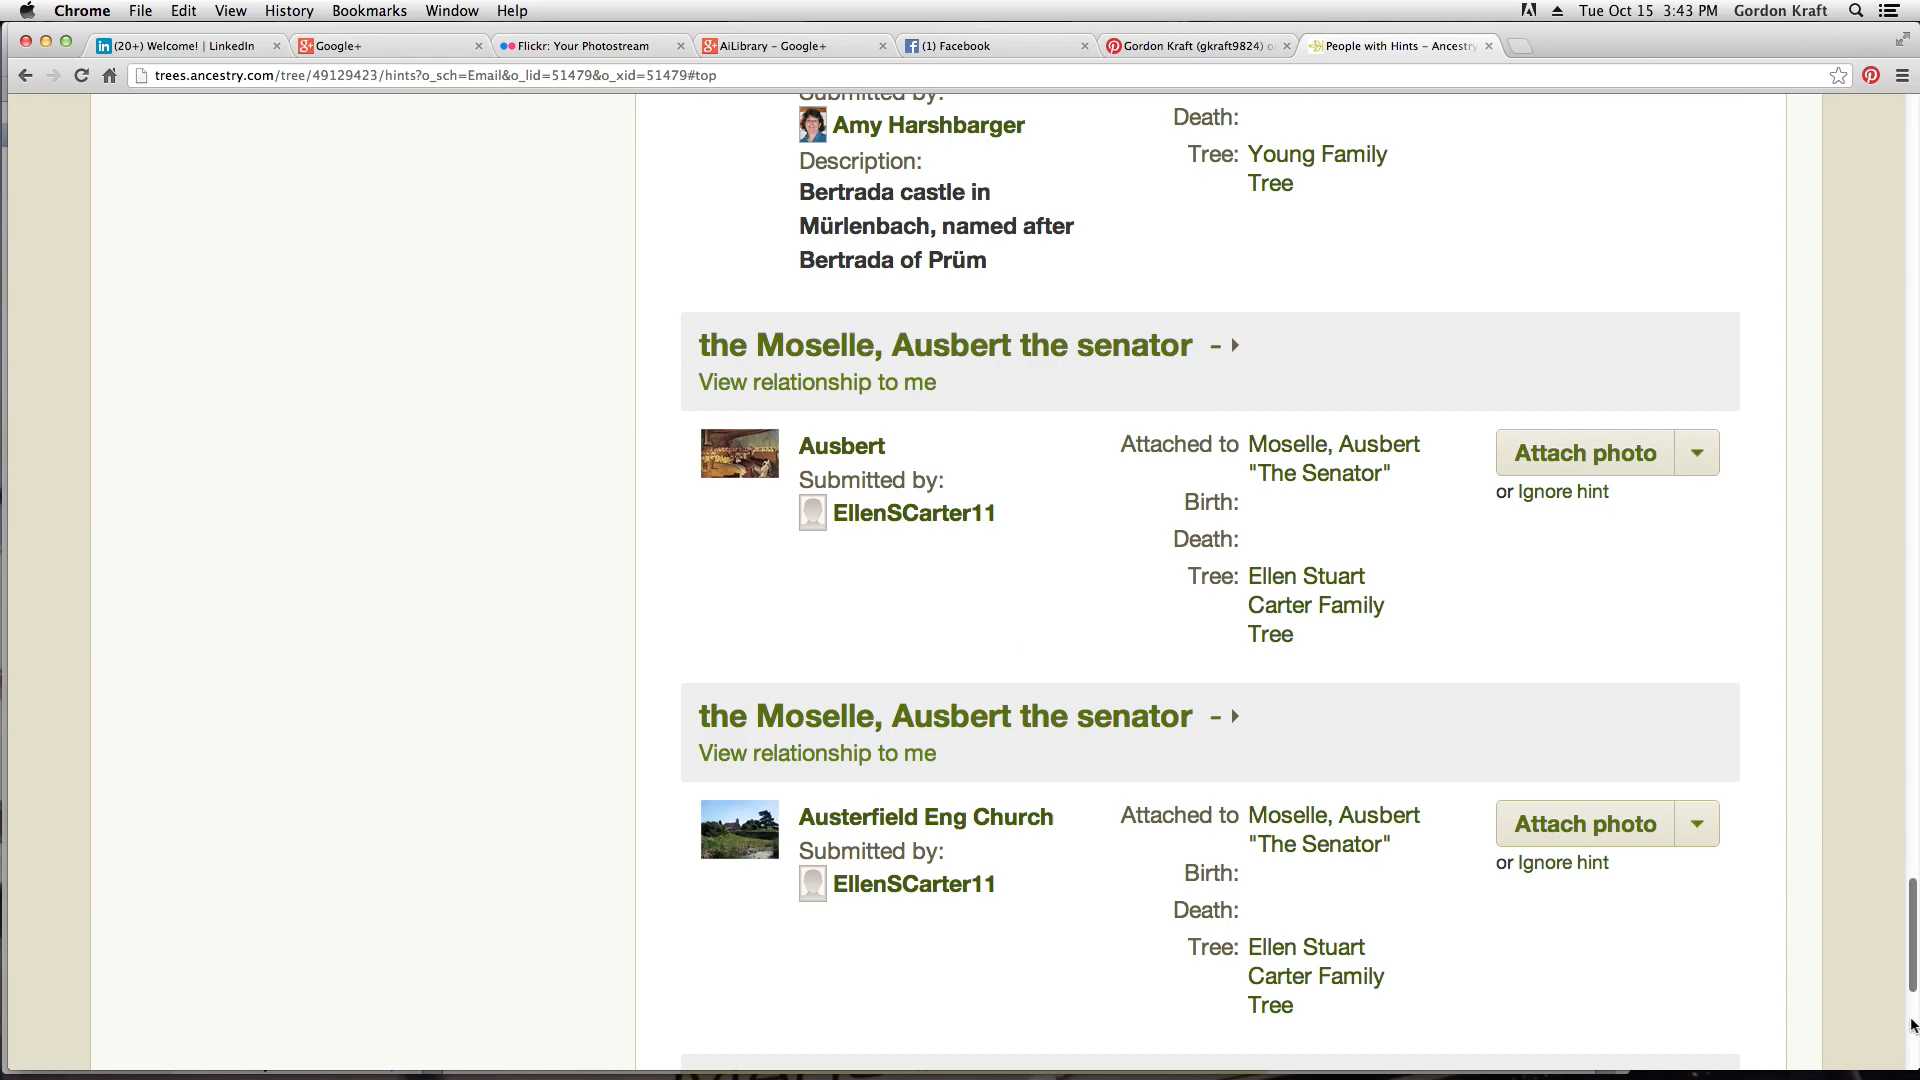 Chrome File Edit View History Bookmarks Window Help Tue Oct 15 3:43 PM Gordon Kraft
(20+) Welcome! | LinkedIn Google+ Flickr: Your Photostream AiLibrary - Google+ (1) Facebook Gordon Kraft (gkraft9824) o People with Hints - Ancestry
trees.ancestry.com/tree/49129423/hints?o_sch=Email&o_lid=51479&o_xid=51479#top
Submitted by:
Amy Harshbarger
Description:
Bertrada castle in
Mürlenbach, named after
Bertrada of Prüm
Death:
Tree: Young Family
Tree
the Moselle, Ausbert the senator -
View relationship to me
Ausbert
Submitted by:
EllenSCarter11
Attached to Moselle, Ausbert
"The Senator"
Birth:
Death:
Tree: Ellen Stuart
Carter Family
Tree
Attach photo
or Ignore hint
the Moselle, Ausbert the senator -
View relationship to me
Austerfield Eng Church
Submitted by:
EllenSCarter11
Attached to Moselle, Ausbert
"The Senator"
Birth:
Death:
Tree: Ellen Stuart
Carter Family
Tree
Attach photo
or Ignore hint